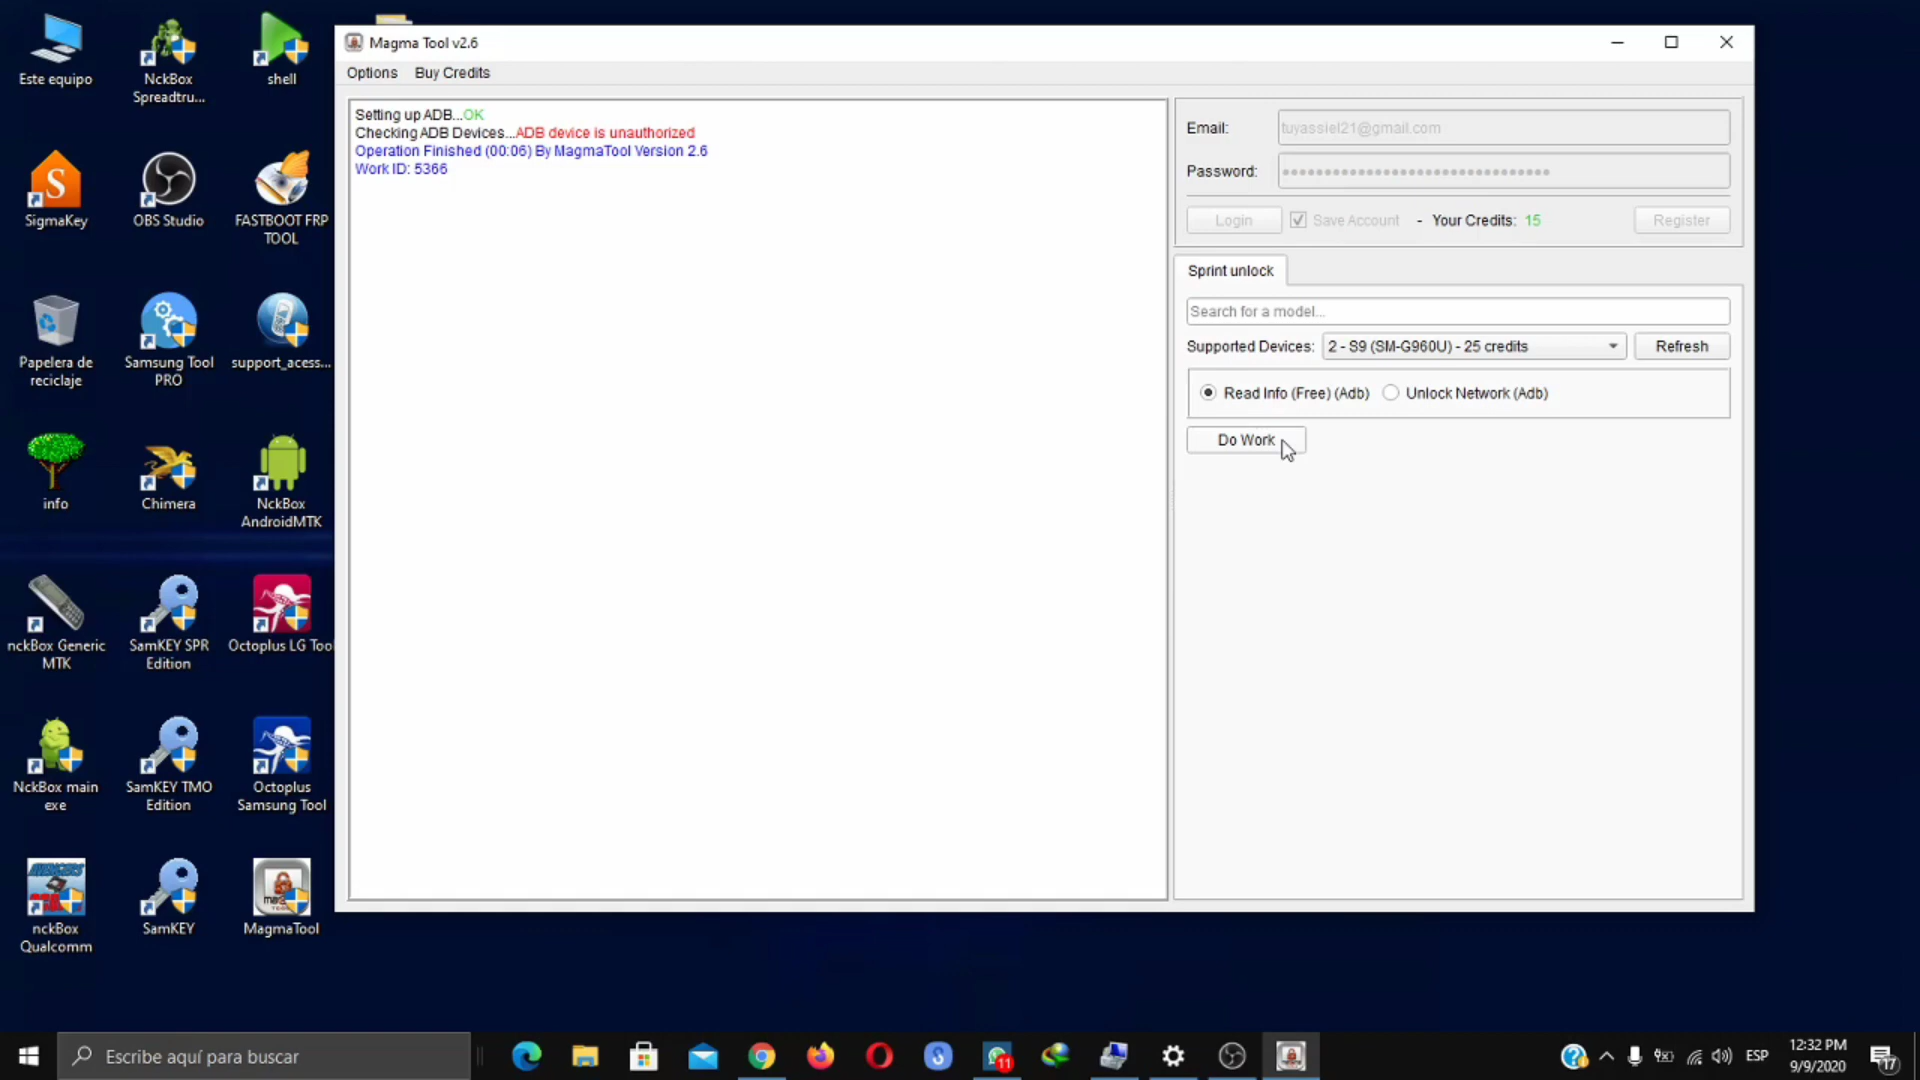 Este equipo
NckBox
Spreadtru...
shell
SigmaKey
OBS Studio
FASTBOOT FRP
TOOL
Papelera de
reciclaje
Samsung Tool
PRO
support_acess...
info
Chimera
NckBox
AndroidMTK
nckBox Generic
MTK
SamKEY SPR
Edition
Octoplus LG Tool
NckBox main
exe
SamKEY TMO
Edition
Octoplus
Samsung Tool
nckBox
Qualcomm
SamKEY
MagmaTool
Magma Tool v2.6
Options Buy Credits
Setting up ADB...OK
Checking ADB Devices...ADB device is unauthorized
Operation Finished (00:06) By MagmaTool Version 2.6
Work ID: 5366
Email: tuyassiel21@gmail.com
Password: ••••••••••••••••••••••••••••••••
Login Save Account - Your Credits: 15 Register
Sprint unlock
Search for a model...
Supported Devices: 2 - S9 (SM-G960U) - 25 credits Refresh
Read Info (Free) (Adb) Unlock Network (Adb)
Do Work
Escribe aquí para buscar
11
ESP
12:32 PM
9/9/2020
17